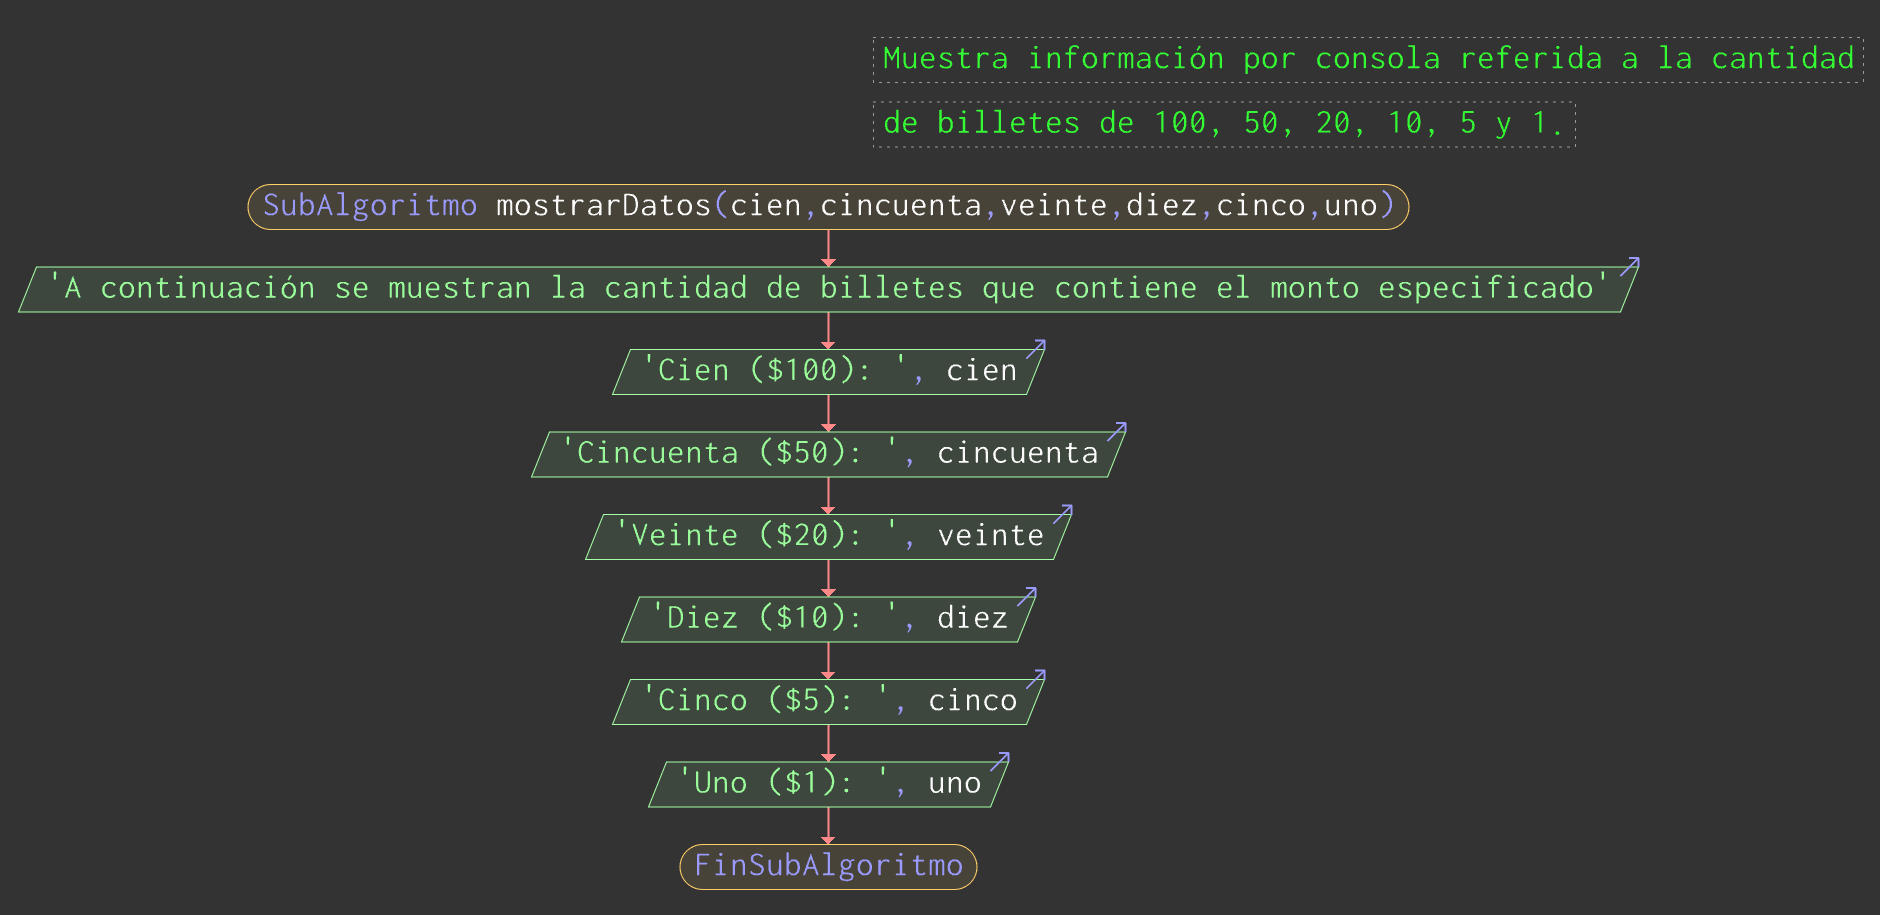 Muestra información por consola referida a la cantidad
de billetes de 100, 50, 20, 10, 5 y 1.
SubAlgoritmo mostrarDatos(cien,cincuenta,veinte,diez,cinco,uno)
'A continuación se muestran la cantidad de billetes que contiene el monto especificado'
'Cien ($100): ', cien
'Cincuenta ($50): ', cincuenta
'Veinte ($20): ', veinte
'Diez ($10): ', diez
'Cinco ($5): ', cinco
'Uno ($1): ', uno
FinSubAlgoritmo